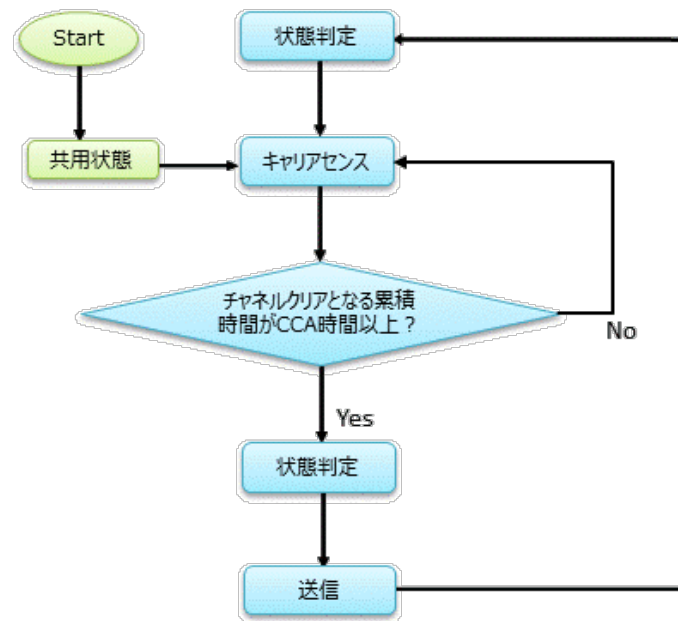 Start
状態判定
共用状態
キャリアセンス
チャネルクリアとなる累積
時間がCCA時間以上？
No
Yes
状態判定
送信